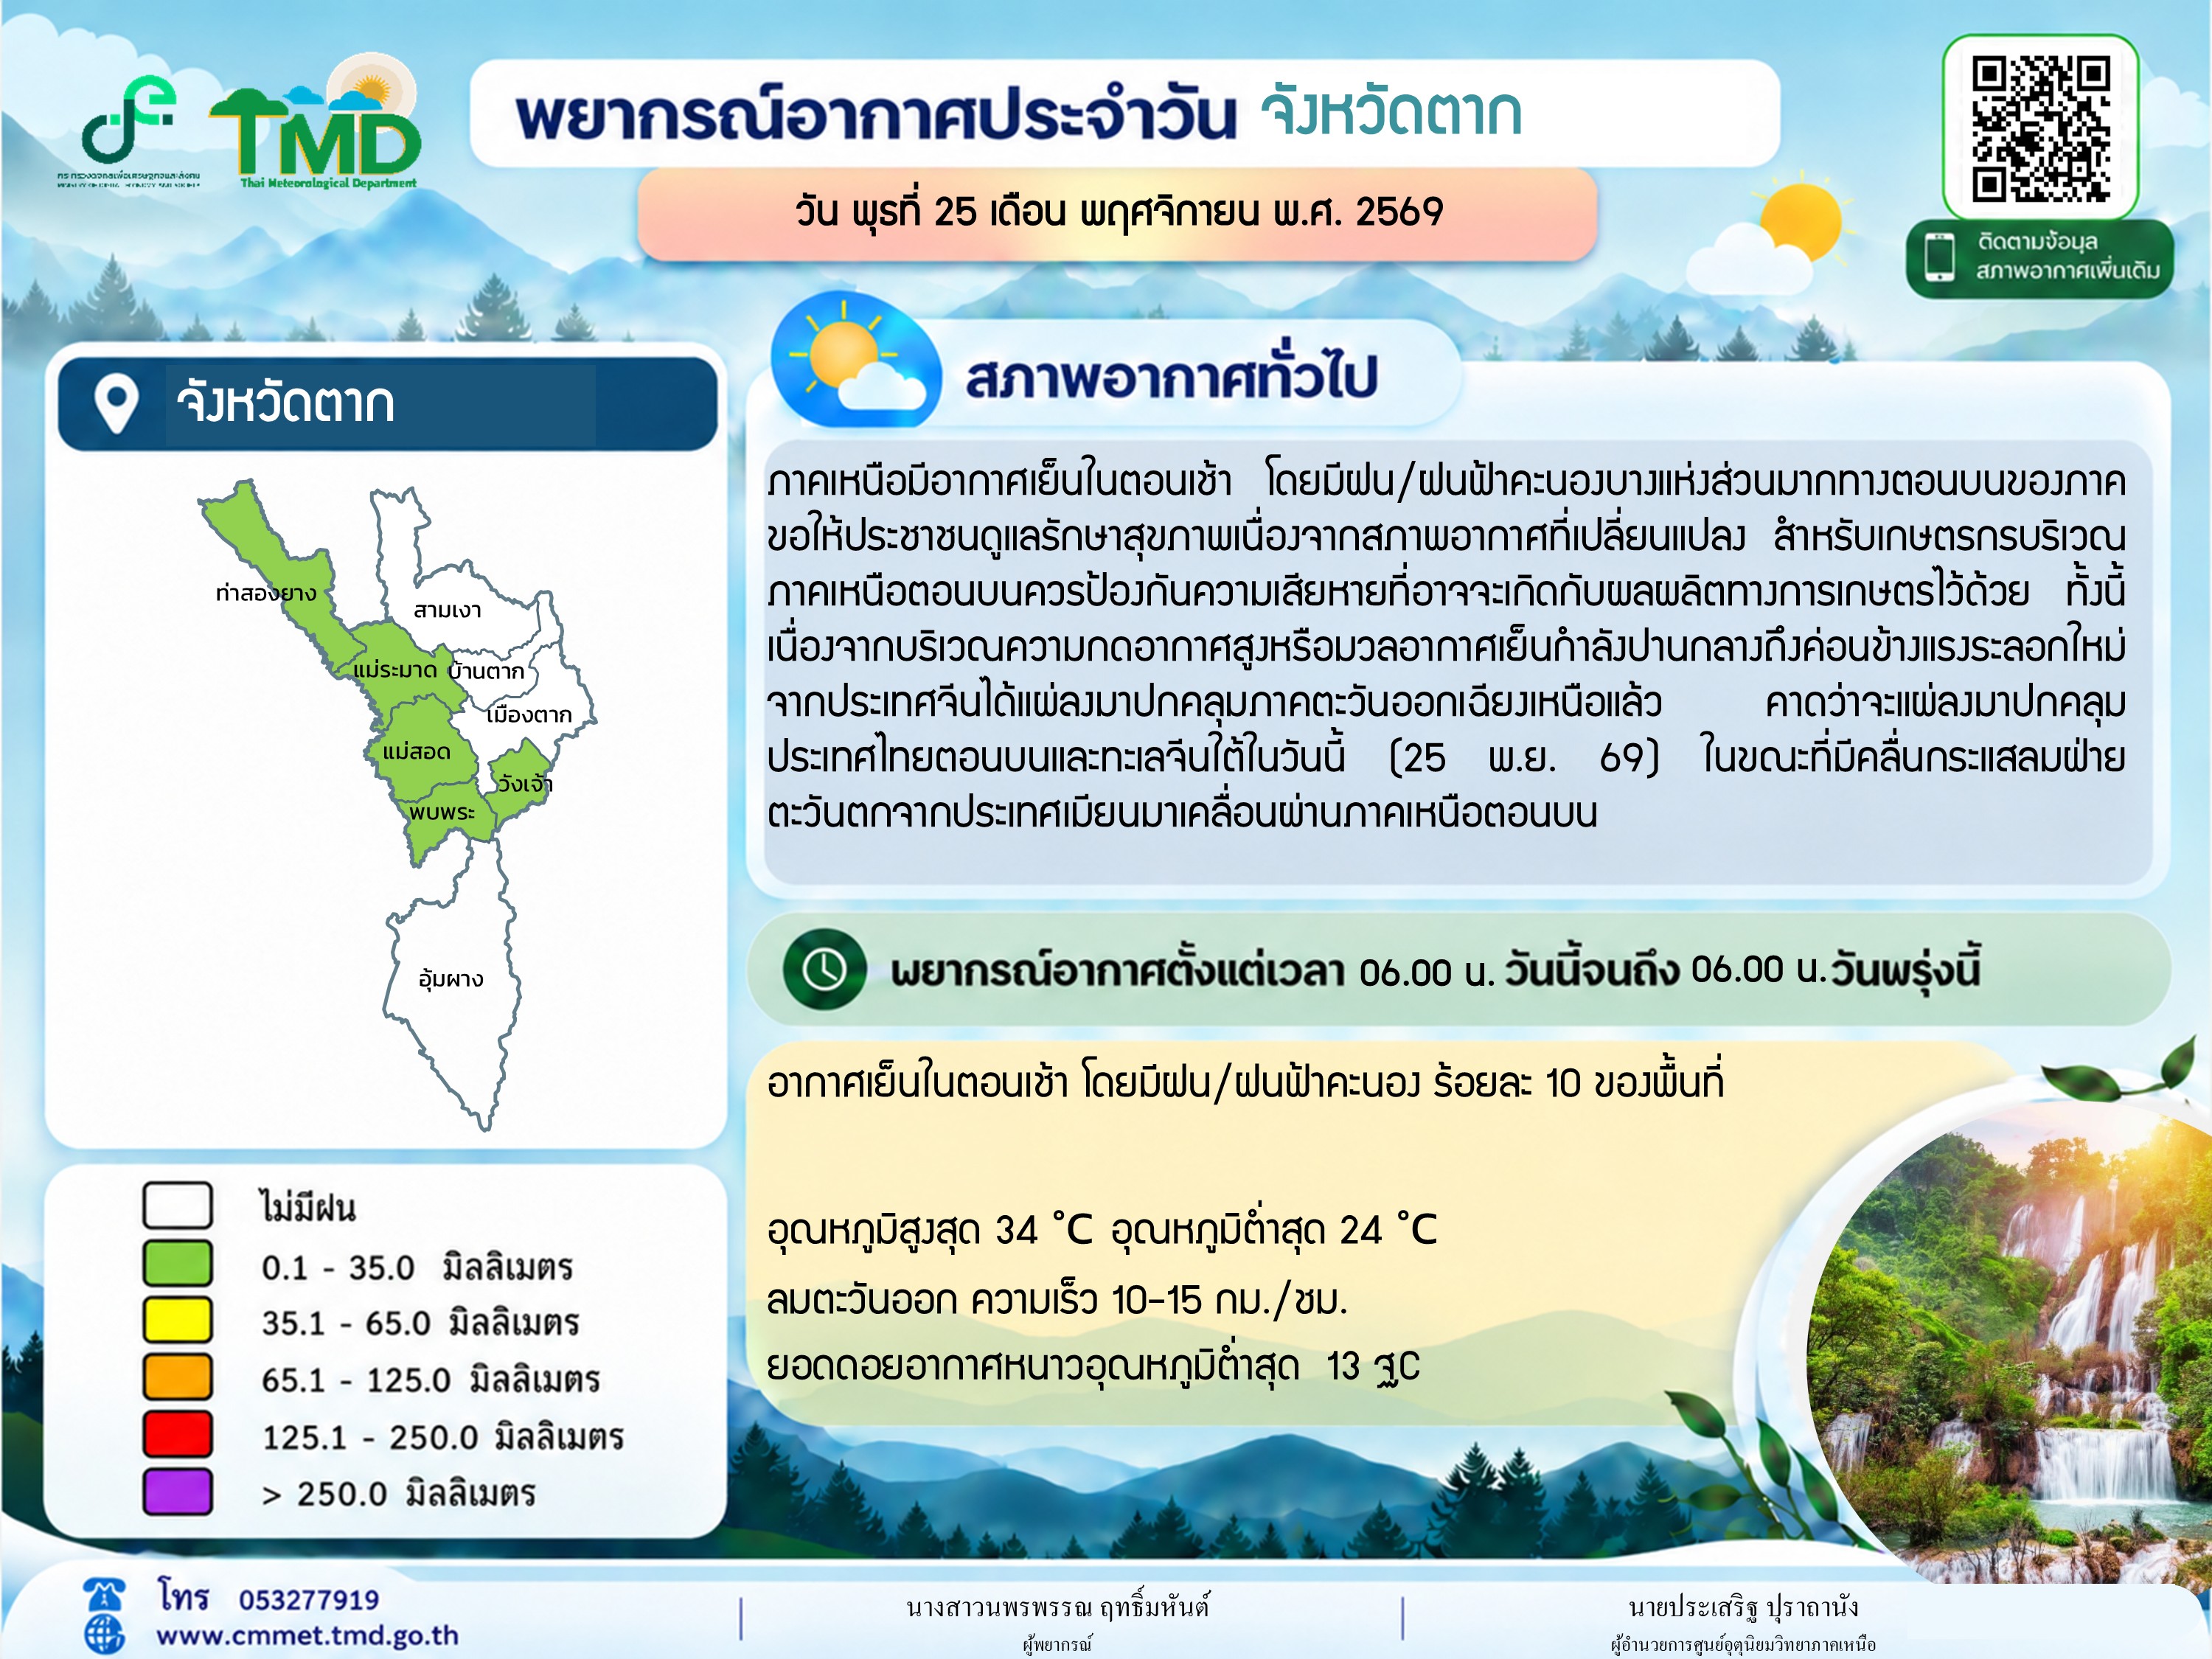 พยากรณ์อากาศประจำวัน จังหวัดตาก
วัน พุธที่ 25 เดือน พฤศจิกายน พ.ศ. 2569
TMD
Thai Meteorological Department
ติดตามข้อมูล
สภาพอากาศเพิ่มเติม
จังหวัดตาก
ท่าสองยาง
สามเงา
แม่ระมาด
บ้านตาก
เมืองตาก
แม่สอด
วังเจ้า
พบพระ
อุ้มผาง
ไม่มีฝน
0.1 - 35.0 มิลลิเมตร
35.1 - 65.0 มิลลิเมตร
65.1 - 125.0 มิลลิเมตร
125.1 - 250.0 มิลลิเมตร
> 250.0 มิลลิเมตร
สภาพอากาศทั่วไป
ภาคเหนือมีอากาศเย็นในตอนเช้า โดยมีฝน/ฝนฟ้าคะนองบางแห่งส่วนมากทางตอนบนของภาค
ขอให้ประชาชนดูแลรักษาสุขภาพเนื่องจากสภาพอากาศที่เปลี่ยนแปลง สำหรับเกษตรกรบริเวณ
ภาคเหนือตอนบนควรป้องกันความเสียหายที่อาจจะเกิดกับผลผลิตทางการเกษตรไว้ด้วย ทั้งนี้
เนื่องจากบริเวณความกดอากาศสูงหรือมวลอากาศเย็นกำลังปานกลางถึงค่อนข้างแรงระลอกใหม่
จากประเทศจีนได้แผ่ลงมาปกคลุมภาคตะวันออกเฉียงเหนือแล้ว คาดว่าจะแผ่ลงมาปกคลุม
ประเทศไทยตอนบนและทะเลจีนใต้ในวันนี้ (25 พ.ย. 69) ในขณะที่มีคลื่นกระแสลมฝ่าย
ตะวันตกจากประเทศเมียนมาเคลื่อนผ่านภาคเหนือตอนบน
พยากรณ์อากาศตั้งแต่เวลา 06.00 น. วันนี้จนถึง 06.00 น. วันพรุ่งนี้
อากาศเย็นในตอนเช้า โดยมีฝน/ฝนฟ้าคะนอง ร้อยละ 10 ของพื้นที่
อุณหภูมิสูงสุด 34 °C อุณหภูมิต่ำสุด 24 °C
ลมตะวันออก ความเร็ว 10-15 กม./ชม.
ยอดดอยอากาศหนาวอุณหภูมิต่ำสุด 13 ฐC
โทร 053277919
www.cmmet.tmd.go.th
นางสาวนพรพรรณ ฤทธิ์มหันต์
ผู้พยากรณ์
นายประเสริฐ ปุราถานัง
ผู้อำนวยการศูนย์อุตุนิยมวิทยาภาคเหนือ